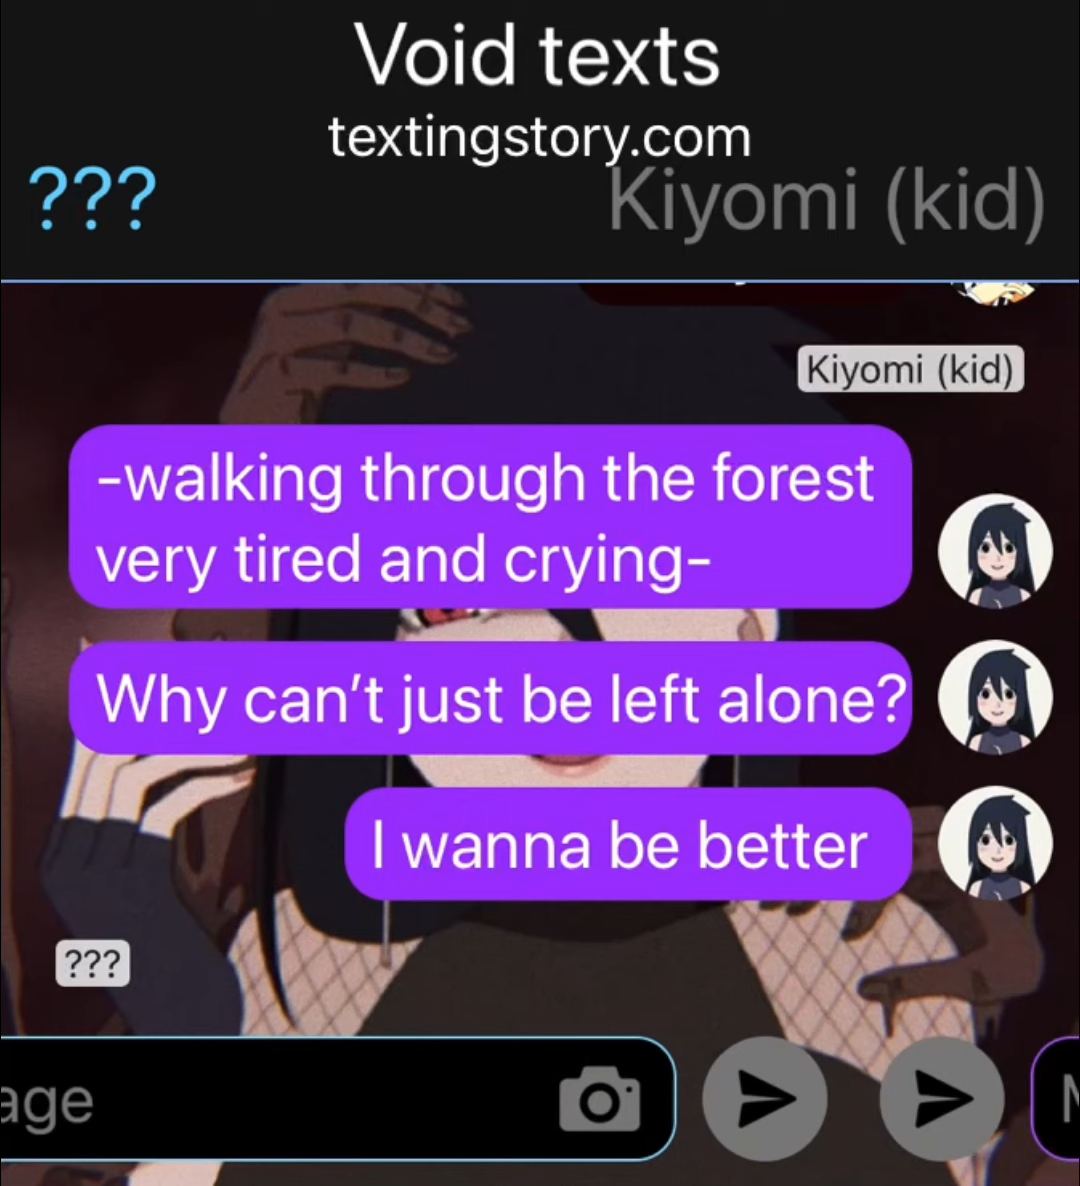 Void texts
textingstory.com
???
Kiyomi (kid)
Kiyomi (kid)
-walking through the forest
very tired and crying-
Why can’t just be left alone?
I wanna be better
???
age
M